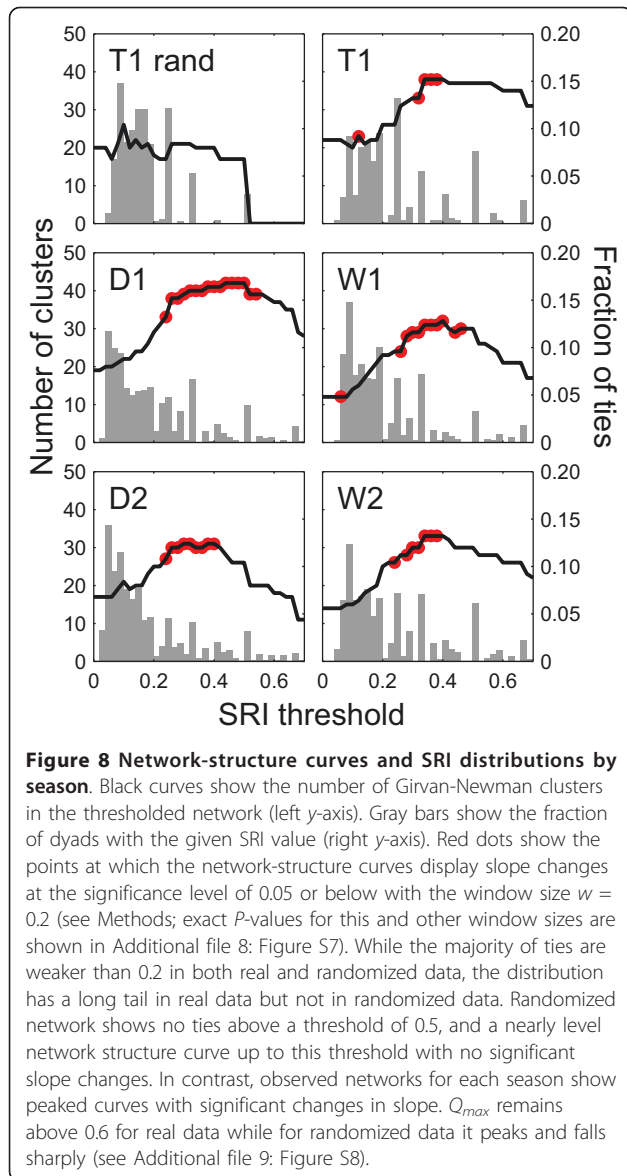 50
40
30
20
10
0
T1 rand
T1
0.20
0.15
0.10
0.05
0
50
40
30
20
10
0
D1
W1
0.20
0.15
0.10
0.05
0
50
40
30
20
10
0
D2
W2
0.20
0.15
0.10
0.05
0
Number of clusters
Fraction of ties
0 0.2 0.4 0.6 0 0.2 0.4 0.6
SRI threshold
Figure 8 Network-structure curves and SRI distributions by
season. Black curves show the number of Girvan-Newman clusters
in the thresholded network (left y-axis). Gray bars show the fraction
of dyads with the given SRI value (right y-axis). Red dots show the
points at which the network-structure curves display slope changes
at the significance level of 0.05 or below with the window size w =
0.2 (see Methods; exact P-values for this and other window sizes are
shown in Additional file 8: Figure S7). While the majority of ties are
weaker than 0.2 in both real and randomized data, the distribution
has a long tail in real data but not in randomized data. Randomized
network shows no ties above a threshold of 0.5, and a nearly level
network structure curve up to this threshold with no significant
slope changes. In contrast, observed networks for each season show
peaked curves with significant changes in slope. Qmax remains
above 0.6 for real data while for randomized data it peaks and falls
sharply (see Additional file 9: Figure S8).